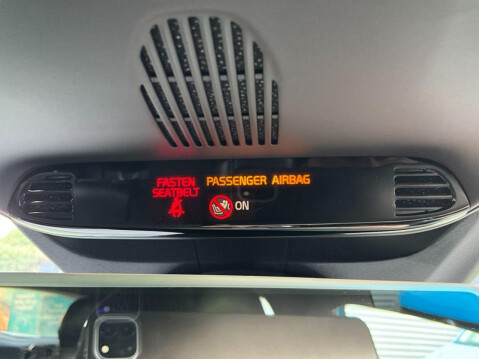 FASTEN
SEATBELT
PASSENGER AIRBAG
ON